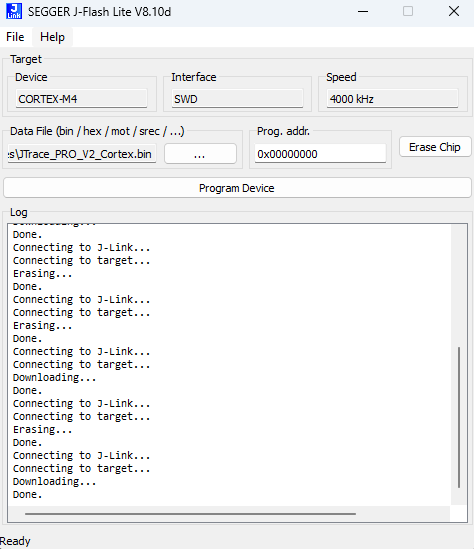 SEGGER J-Flash Lite V8.10d
File Help
Target
Device Interface Speed
CORTEX-M4 SWD 4000 kHz
Data File (bin / hex / mot / srec / ...) Prog. addr.
s\JTrace_PRO_V2_Cortex.bin ... 0x00000000 Erase Chip
Program Device
Log
Downloading...
Done.
Connecting to J-Link...
Connecting to target...
Erasing...
Done.
Connecting to J-Link...
Connecting to target...
Erasing...
Done.
Connecting to J-Link...
Connecting to target...
Downloading...
Done.
Connecting to J-Link...
Connecting to target...
Erasing...
Done.
Connecting to J-Link...
Connecting to target...
Downloading...
Done.
Ready